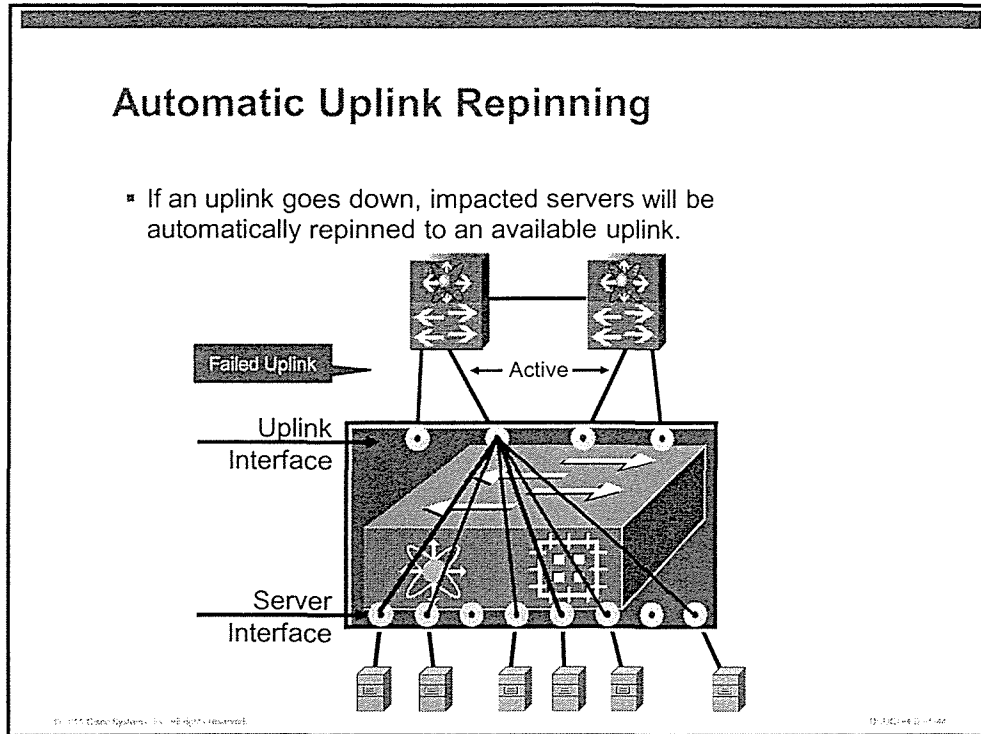 Automatic Uplink Repinning
▪ If an uplink goes down, impacted servers will be
automatically repinned to an available uplink.
Failed Uplink
Active
Uplink
Interface
Server
Interface